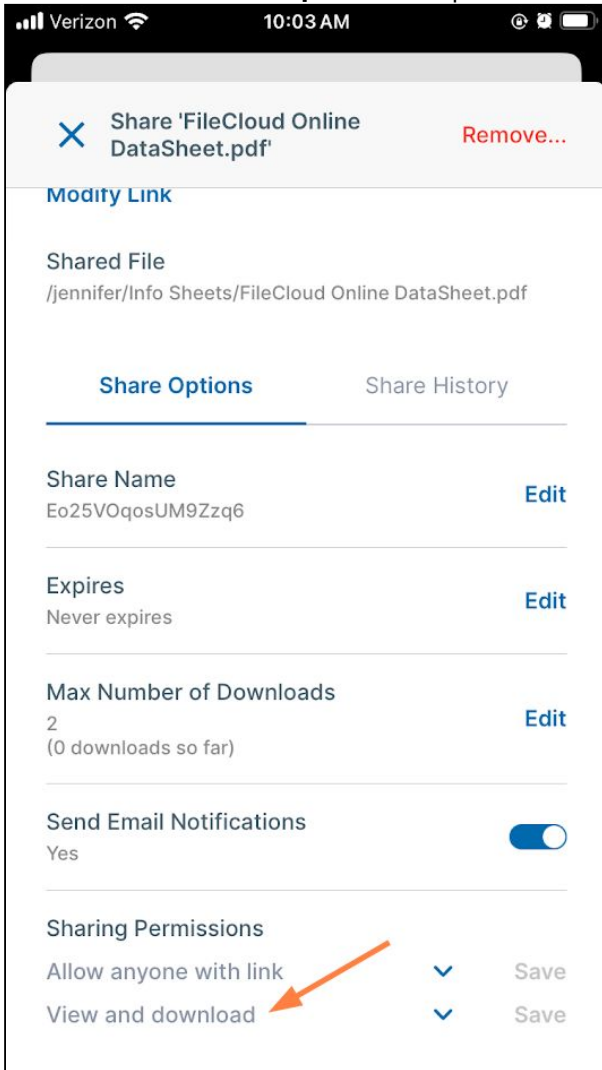 Verizon 10:03 AM
Share 'FileCloud Online
DataSheet.pdf'
Remove...
Modify Link
Shared File
/jennifer/Info Sheets/FileCloud Online DataSheet.pdf
Share Options Share History
Share Name
Eo25VOqosUM9Zzq6
Edit
Expires
Never expires
Edit
Max Number of Downloads
2
(0 downloads so far)
Edit
Send Email Notifications
Yes
Sharing Permissions
Allow anyone with link Save
View and download Save